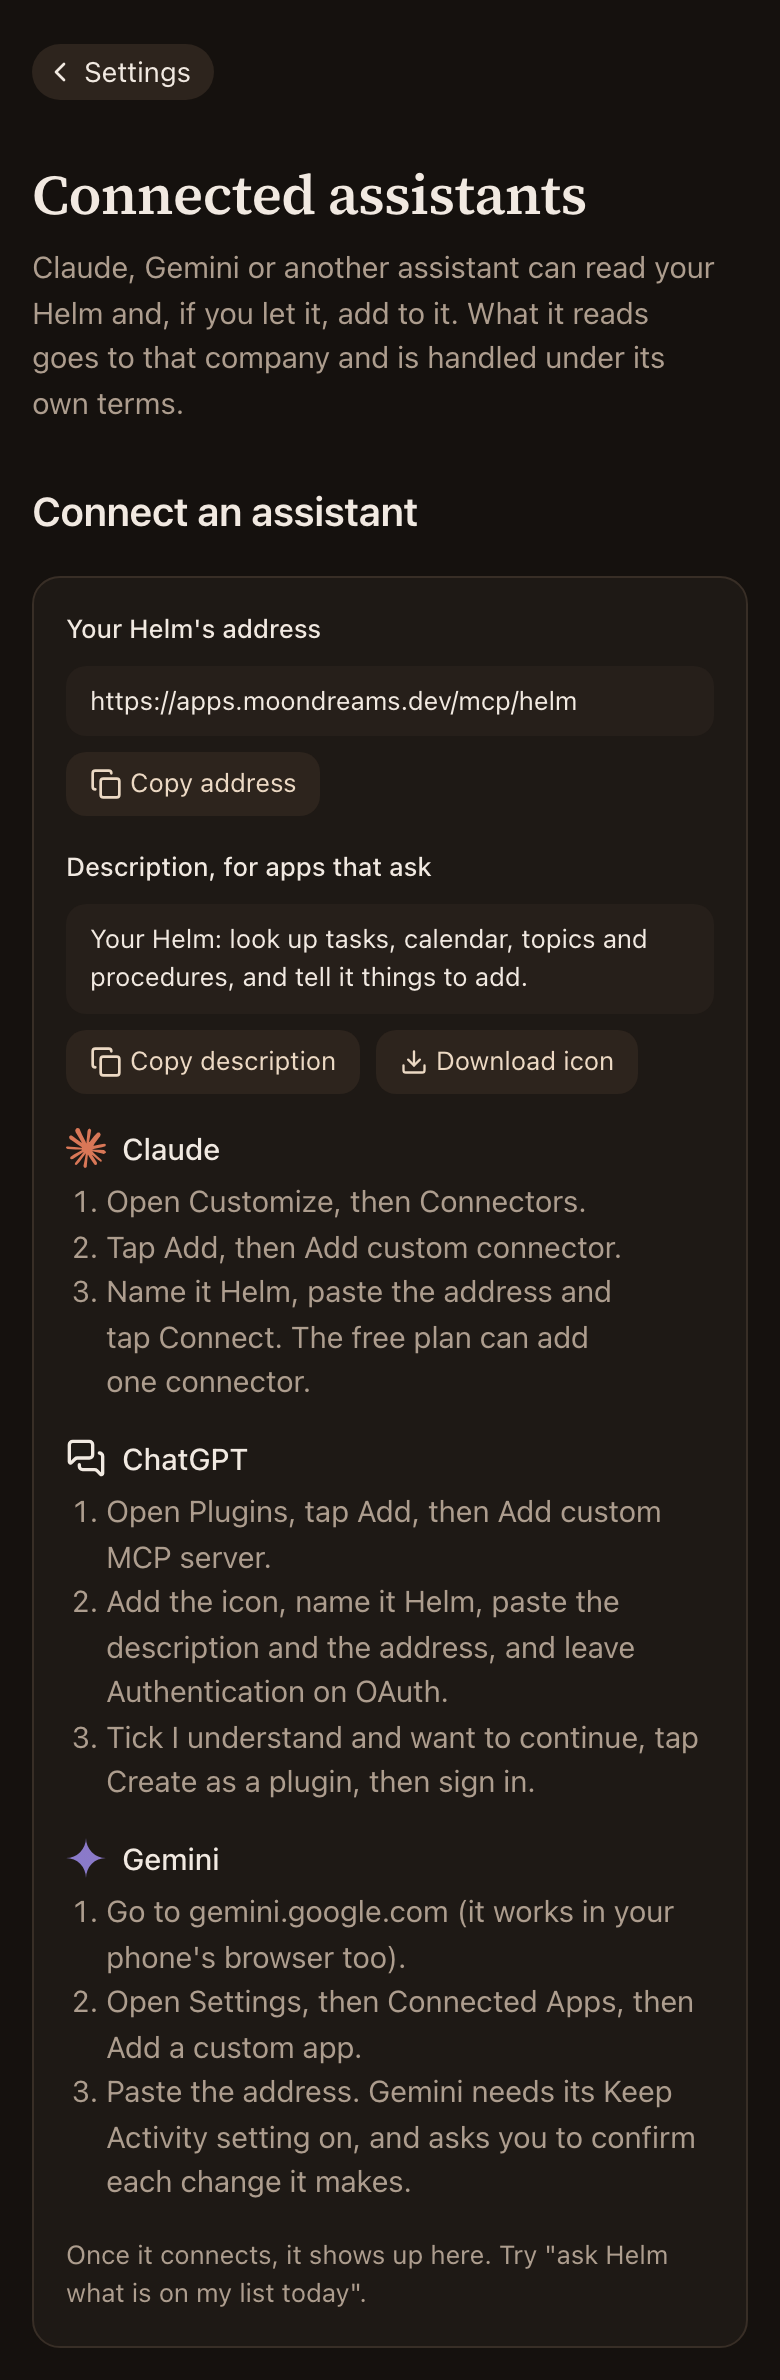 Settings
Connected assistants
Claude, Gemini or another assistant can read your
Helm and, if you let it, add to it. What it reads
goes to that company and is handled under its
own terms.
Connect an assistant
Your Helm's address
https://apps.moondreams.dev/mcp/helm
Copy address
Description, for apps that ask
Your Helm: look up tasks, calendar, topics and
procedures, and tell it things to add.
Copy description
Download icon
Claude
1. Open Customize, then Connectors.
2. Tap Add, then Add custom connector.
3. Name it Helm, paste the address and
tap Connect. The free plan can add
one connector.
ChatGPT
1. Open Plugins, tap Add, then Add custom
MCP server.
2. Add the icon, name it Helm, paste the
description and the address, and leave
Authentication on OAuth.
3. Tick I understand and want to continue, tap
Create as a plugin, then sign in.
Gemini
1. Go to gemini.google.com (it works in your
phone's browser too).
2. Open Settings, then Connected Apps, then
Add a custom app.
3. Paste the address. Gemini needs its Keep
Activity setting on, and asks you to confirm
each change it makes.
Once it connects, it shows up here. Try "ask Helm
what is on my list today".